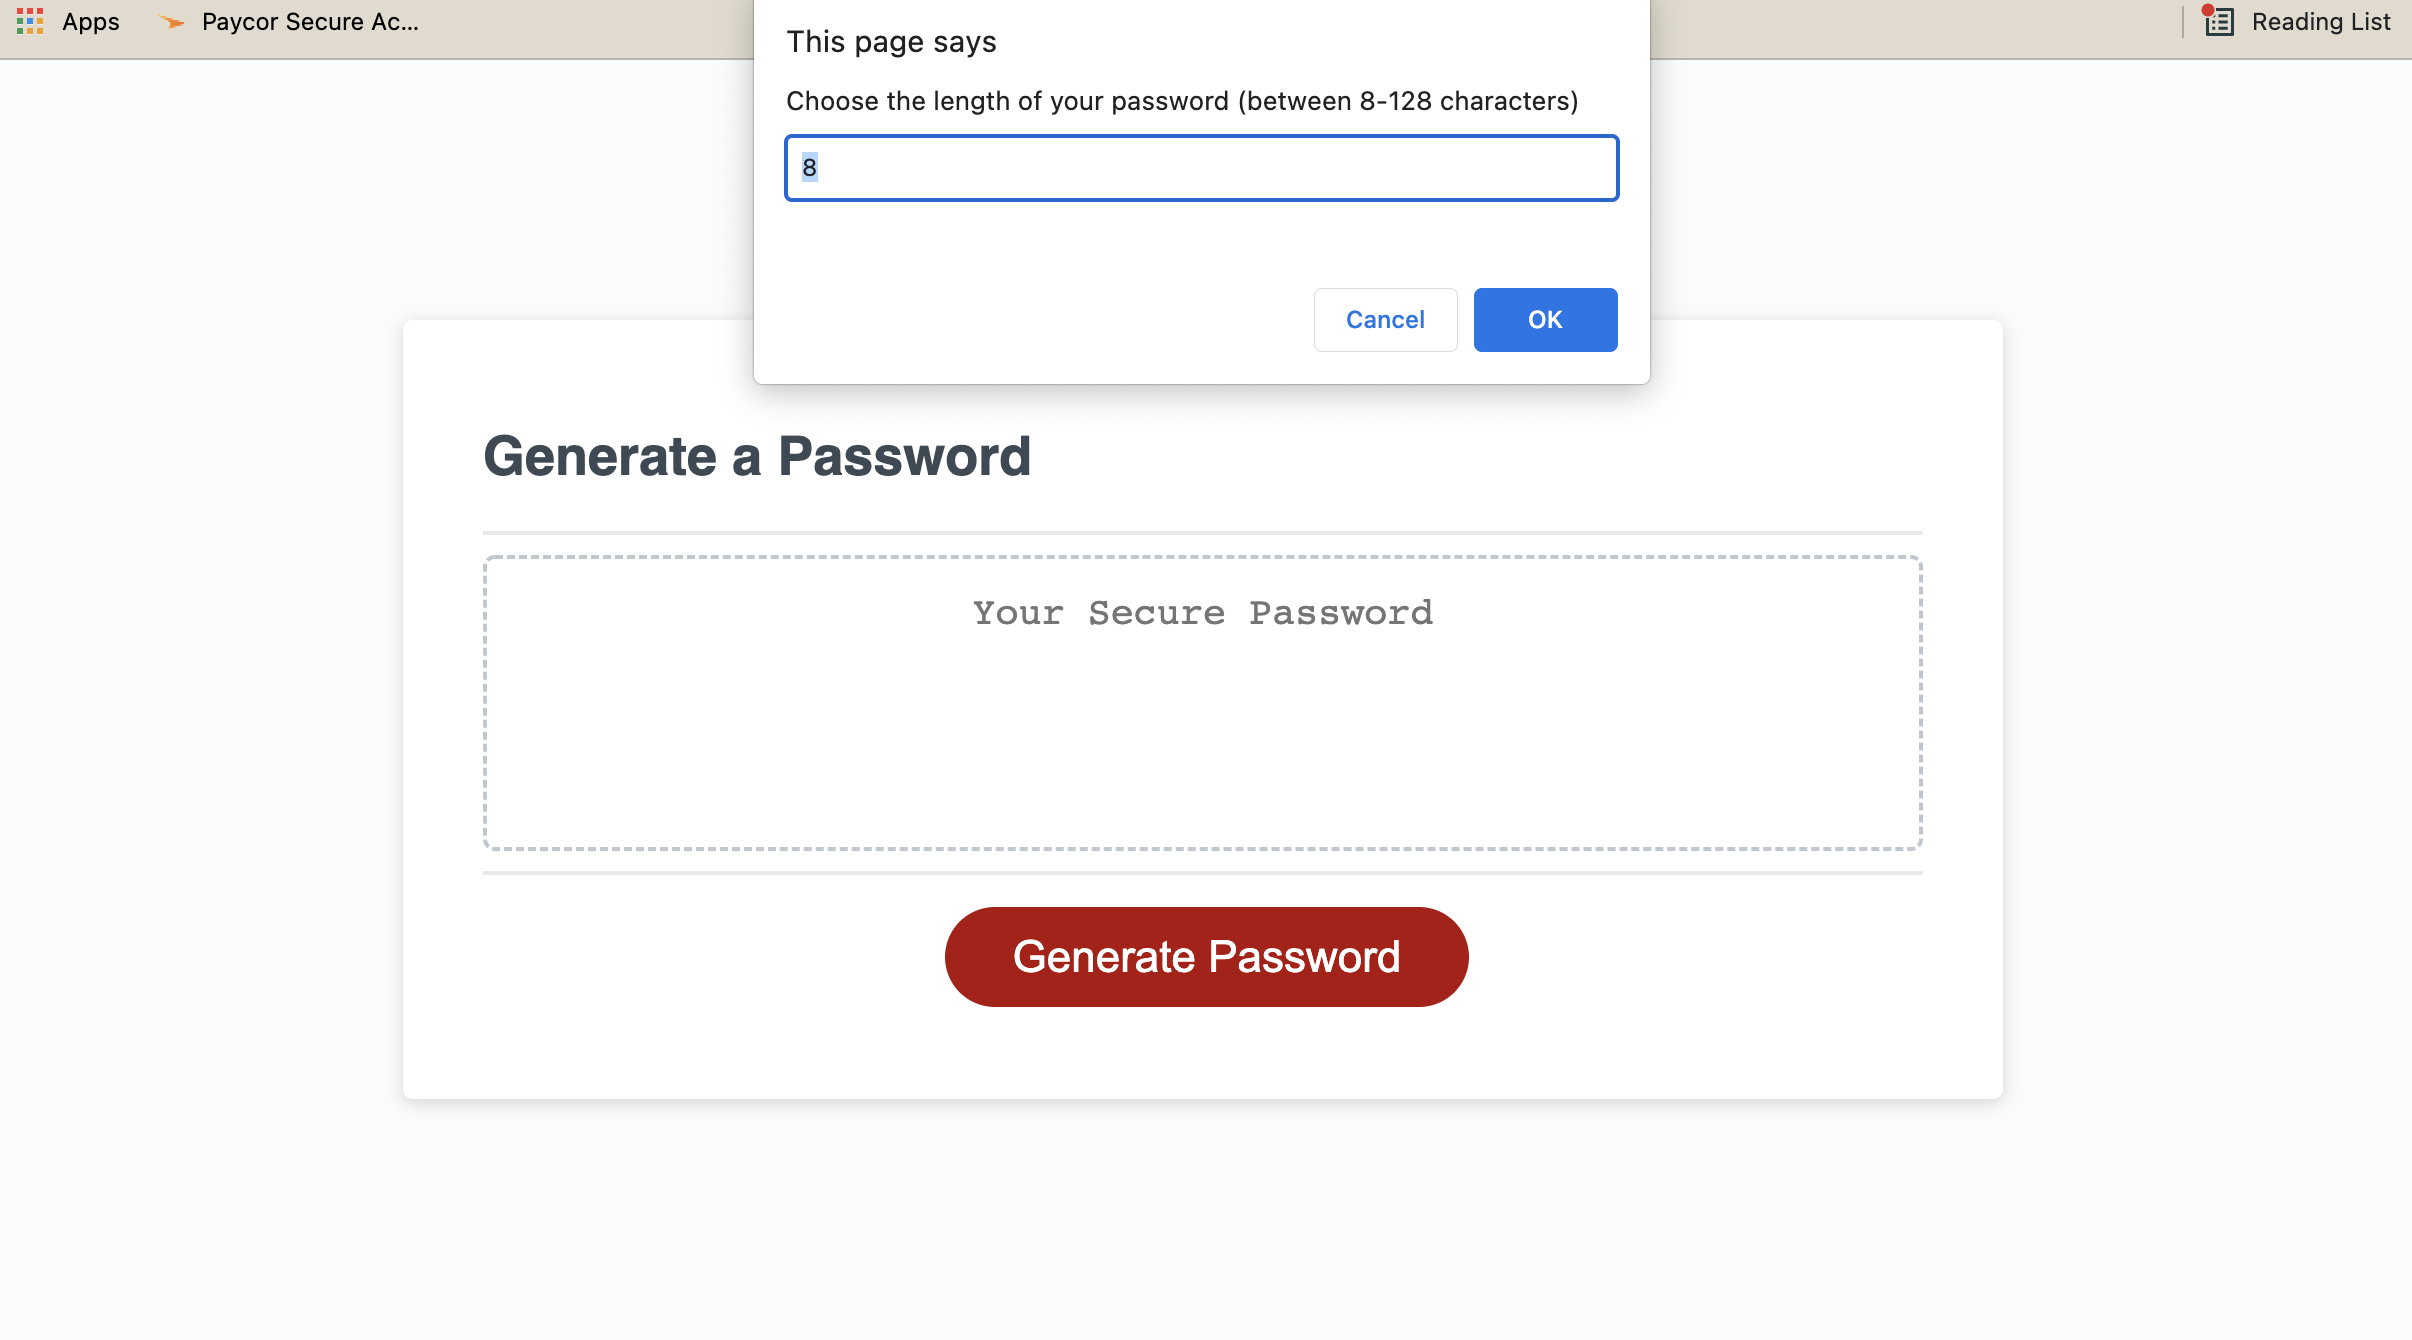 Apps
Paycor Secure Ac...
Reading List
This page says
Choose the length of your password (between 8-128 characters)
8
Cancel
OK
Generate a Password
Your Secure Password
Generate Password